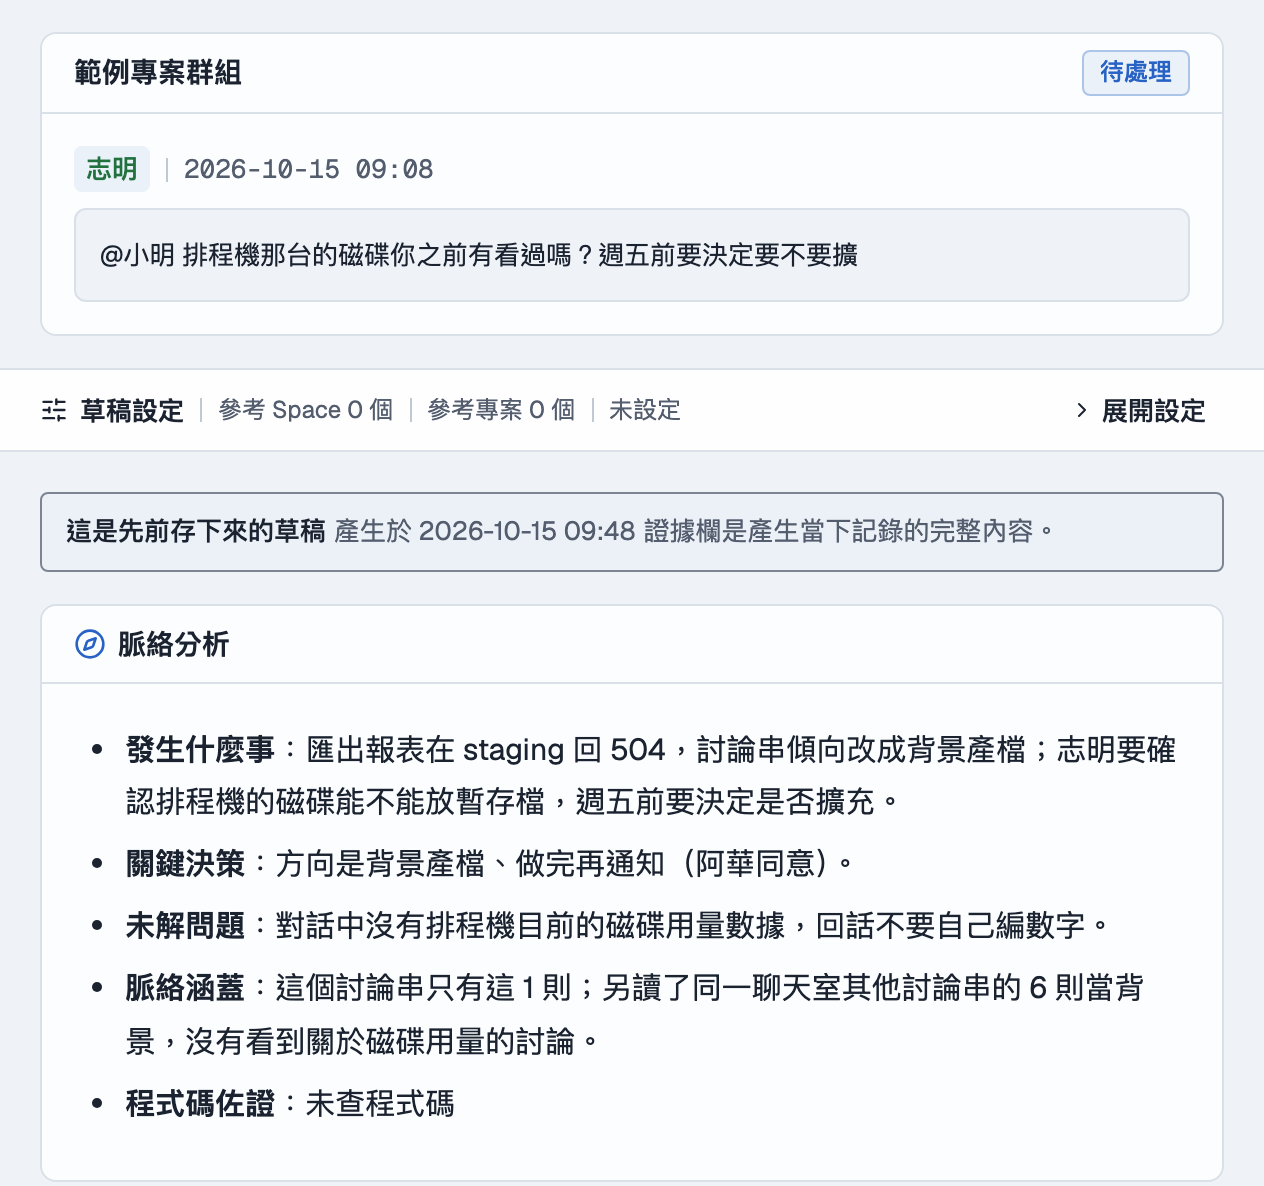 範例專案群組
待處理
志明 | 2026-10-15 09:08
@小明 排程機那台的磁碟你之前有看過嗎？週五前要決定要不要擴
草稿設定 | 參考 Space 0 個 | 參考專案 0 個 | 未設定
展開設定
這是先前存下來的草稿 產生於 2026-10-15 09:48 證據欄是產生當下記錄的完整內容。
脈絡分析
• 發生什麼事：匯出報表在 staging 回 504，討論串傾向改成背景產檔；志明要確
認排程機的磁碟能不能放暫存檔，週五前要決定是否擴充。
• 關鍵決策：方向是背景產檔、做完再通知（阿華同意）。
• 未解問題：對話中沒有排程機目前的磁碟用量數據，回話不要自己編數字。
• 脈絡涵蓋：這個討論串只有這 1 則；另讀了同一聊天室其他討論串的 6 則當背
景，沒有看到關於磁碟用量的討論。
• 程式碼佐證：未查程式碼